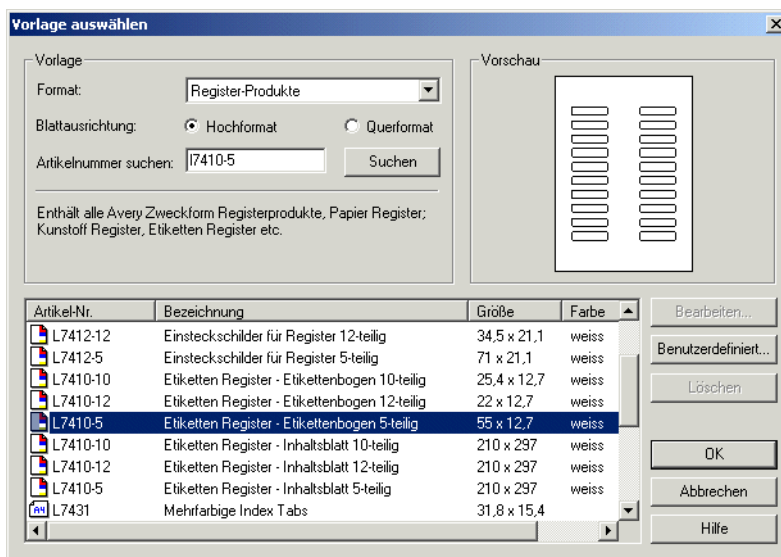 Vorlage auswählen
Vorlage
Format:
Register-Produkte
Blattausrichtung:
Hochformat
Querformat
Artikelnummer suchen:
l7410-5
Suchen
Enthält alle Avery Zweckform Registerprodukte, Papier Register;
Kunstoff Register, Etiketten Register etc.
Vorschau
Artikel-Nr. Bezeichnung Größe Farbe
L7412-12 Einsteckschilder für Register 12-teilig 34,5 x 21,1 weiss
L7412-5 Einsteckschilder für Register 5-teilig 71 x 21,1 weiss
L7410-10 Etiketten Register - Etikettenbogen 10-teilig 25,4 x 12,7 weiss
L7410-12 Etiketten Register - Etikettenbogen 12-teilig 22 x 12,7 weiss
L7410-5 Etiketten Register - Etikettenbogen 5-teilig 55 x 12,7 weiss
L7410-10 Etiketten Register - Inhaltsblatt 10-teilig 210 x 297 weiss
L7410-12 Etiketten Register - Inhaltsblatt 12-teilig 210 x 297 weiss
L7410-5 Etiketten Register - Inhaltsblatt 5-teilig 210 x 297 weiss
A4 L7431 Mehrfarbige Index Tabs 31,8 x 15,4
Bearbeiten...
Benutzerdefiniert...
Löschen
OK
Abbrechen
Hilfe